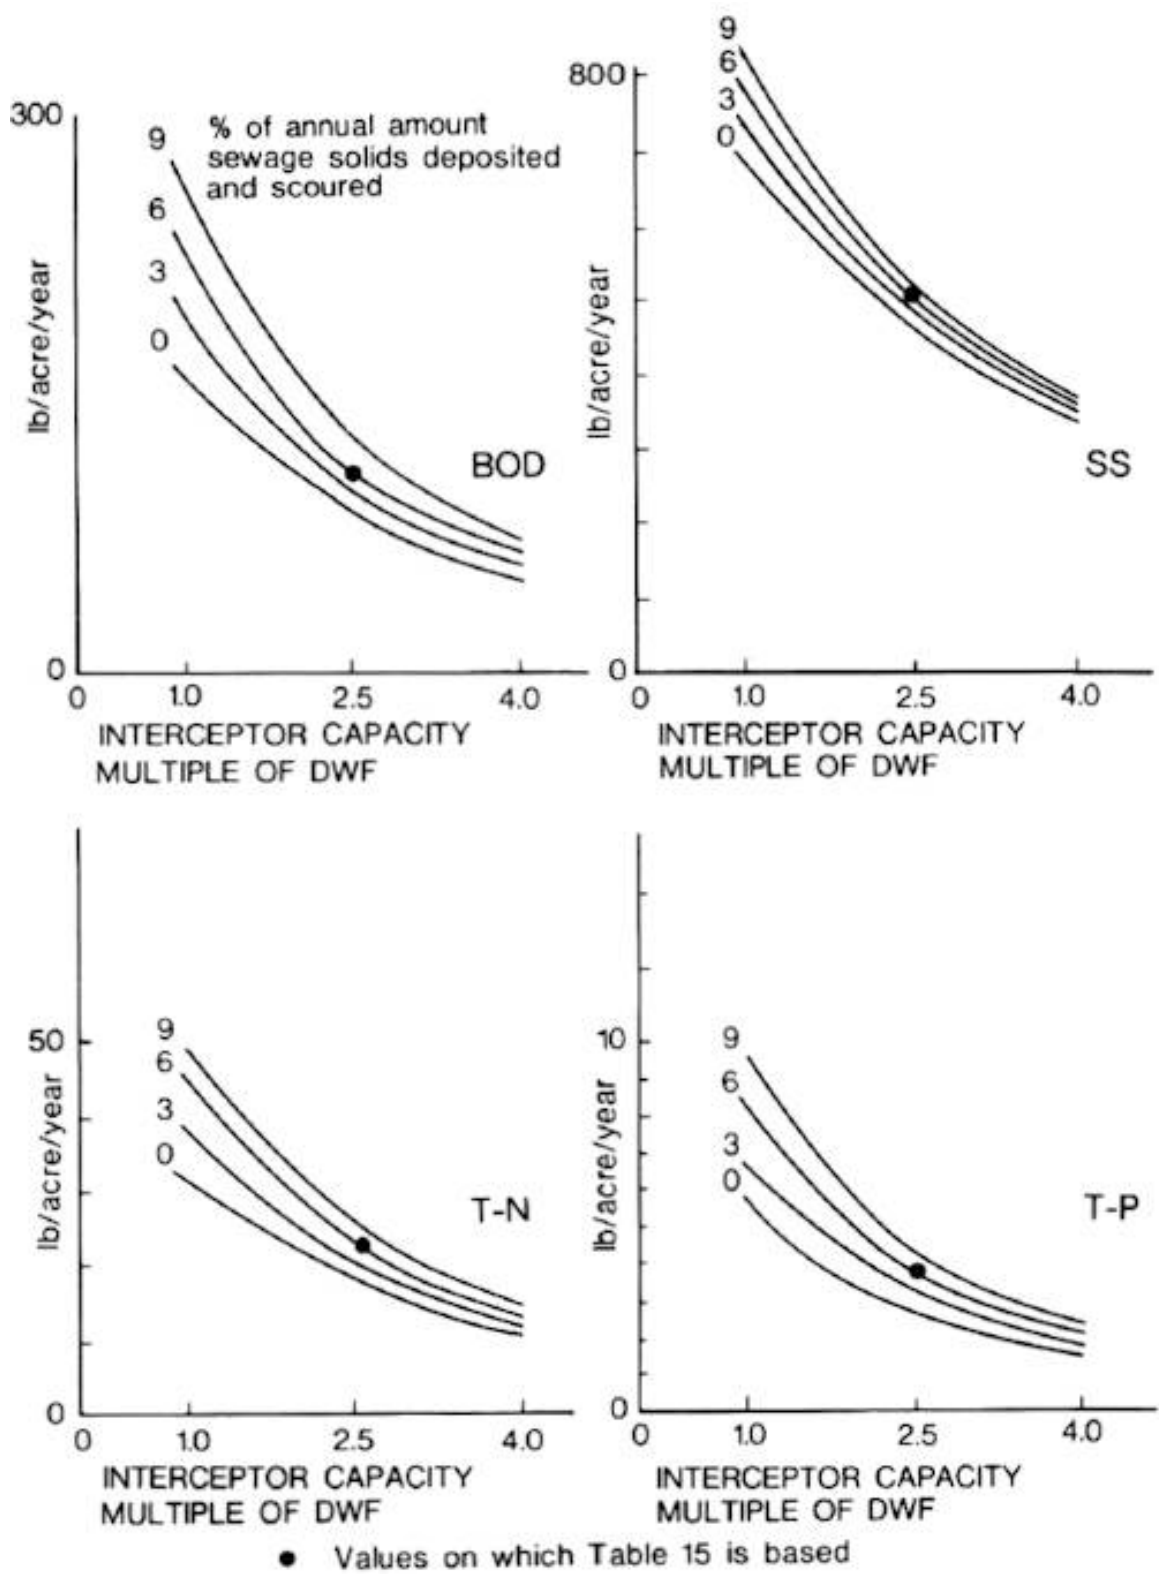 300
9
6
3
0
% of annual amount
sewage solids deposited
and scoured
lb/acre/year
BOD
0
0 1.0 2.5 4.0
INTERCEPTOR CAPACITY
MULTIPLE OF DWF
800
9
6
3
0
lb/acre/year
SS
0
0 1.0 2.5 4.0
INTERCEPTOR CAPACITY
MULTIPLE OF DWF
50
9
6
3
0
lb/acre/year
T-N
0
0 1.0 2.5 4.0
INTERCEPTOR CAPACITY
MULTIPLE OF DWF
10
9
6
3
0
lb/acre/year
T-P
0
0 1.0 2.5 4.0
INTERCEPTOR CAPACITY
MULTIPLE OF DWF
● Values on which Table 15 is based